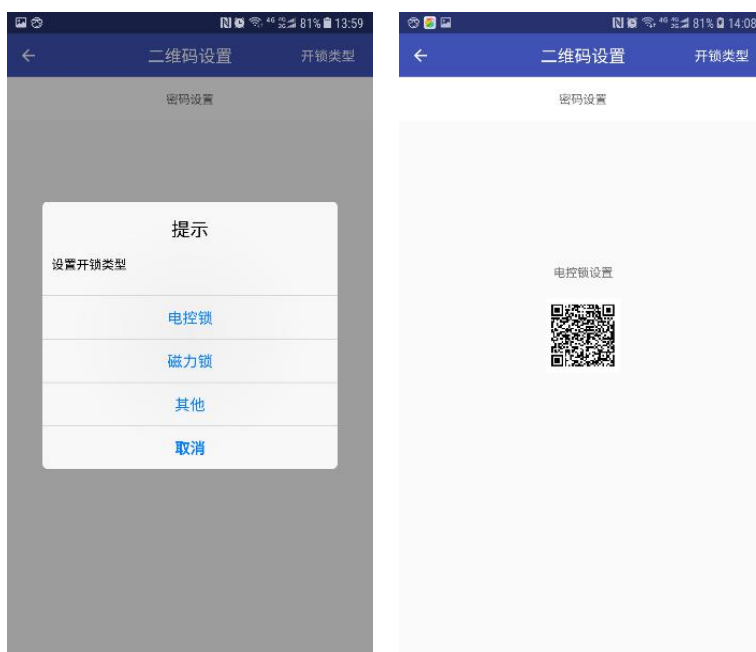 81% 13:59
二维码设置
开锁类型
密码设置
提示
设置开锁类型
电控锁
磁力锁
其他
取消
81% 14:08
二维码设置
开锁类型
密码设置
电控锁设置